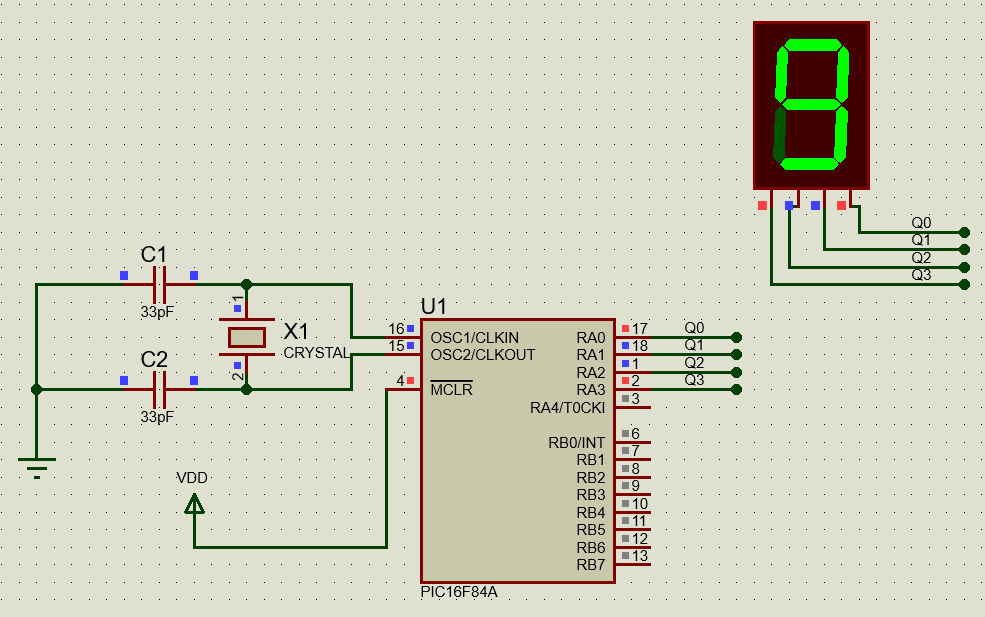 9
Q0
Q1
Q2
Q3
C1
33pF
1
X1
CRYSTAL
2
C2
33pF
VDD
U1
16 OSC1/CLKIN RA0 17 Q0
15 OSC2/CLKOUT RA1 18 Q1
RA2 1 Q2
4 MCLR RA3 2 Q3
RA4/T0CKI 3
RB0/INT 6
RB1 7
RB2 8
RB3 9
RB4 10
RB5 11
RB6 12
RB7 13
PIC16F84A